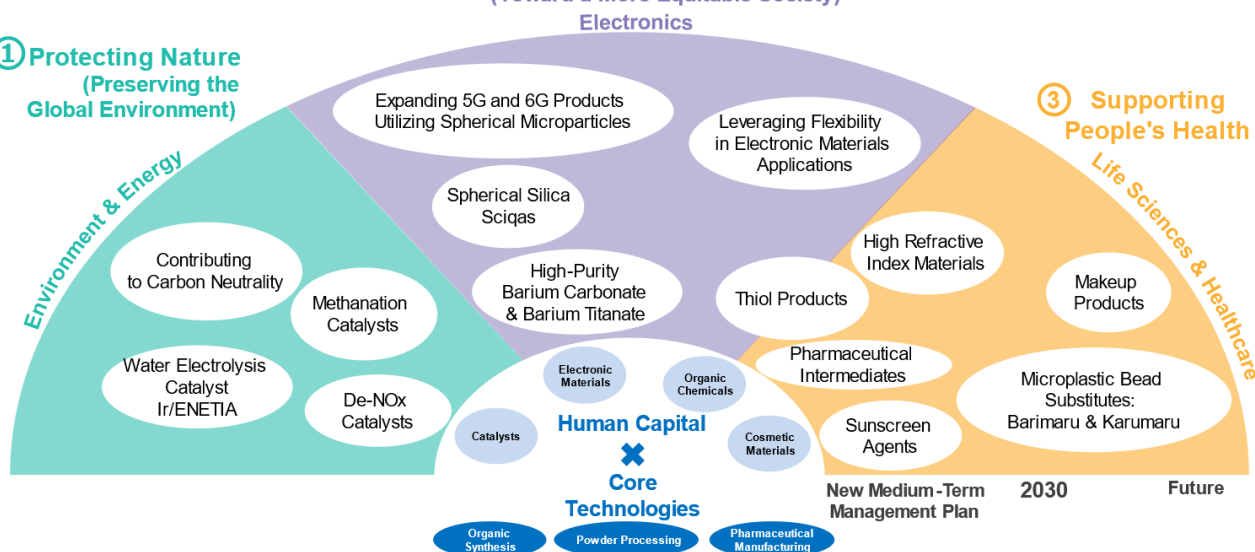 (Toward a More Equitable Society)
Electronics
① Protecting Nature
(Preserving the
Global Environment)
③ Supporting
People's Health
Environment & Energy
Life Sciences & Healthcare
Expanding 5G and 6G Products
Utilizing Spherical Microparticles
Leveraging Flexibility
in Electronic Materials
Applications
Spherical Silica
Sciqas
High-Purity
Barium Carbonate
& Barium Titanate
Thiol Products
High Refractive
Index Materials
Makeup
Products
Contributing
to Carbon Neutrality
Methanation
Catalysts
Water Electrolysis
Catalyst
Ir/ENETIA
De-NOx
Catalysts
Pharmaceutical
Intermediates
Microplastic Bead
Substitutes:
Barimaru & Karumaru
Sunscreen
Agents
Electronic
Materials
Organic
Chemicals
Catalysts
Cosmetic
Materials
Human Capital
✖
Core
Technologies
Organic
Synthesis
Powder Processing
Pharmaceutical
Manufacturing
New Medium-Term
Management Plan
2030
Future